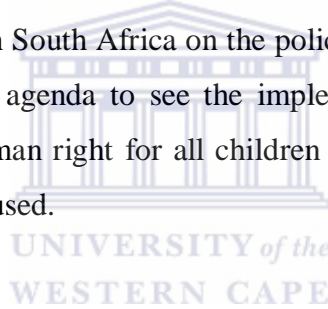 n South Africa on the polic
agenda to see the imple
man right for all children
used.
UNIVERSITY of the
WESTERN CAPE